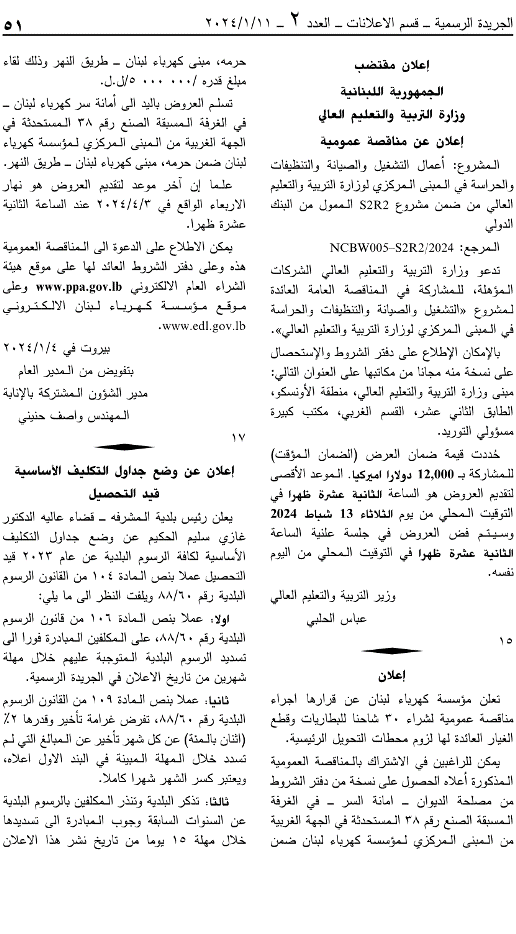 الجريدة الرسمية ــ قسم الاعلانات ــ العدد ٢ ــ ٢٠٢٤/١/١١
٥١
إعلان مقتضب
الجمهورية اللبنانية
وزارة التربية والتعليم العالي
إعلان عن مناقصة عمومية
المشروع: أعمال التشغيل والصيانة والتنظيفات
والحراسة في المبنى المركزي لوزارة التربية والتعليم
العالي من ضمن مشروع S2R2 الممول من البنك
الدولي
المرجع: NCBW005–S2R2/2024
تدعو وزارة التربية والتعليم العالي الشركات
المؤهلة، للمشاركة في المناقصة العامة العائدة
لمشروع «التشغيل والصيانة والتنظيفات والحراسة
في المبنى المركزي لوزارة التربية والتعليم العالي».
بالإمكان الإطلاع على دفتر الشروط والإستحصال
على نسخة منه مجانا من مكاتبها على العنوان التالي:
مبنى وزارة التربية والتعليم العالي، منطقة الأونسكو،
الطابق الثاني عشر، القسم الغربي، مكتب كبيرة
مسؤولي التوريد.
حُددت قيمة ضمان العرض (الضمان المؤقت)
للمشاركة بـ 12,000 دولارا اميركيا. الموعد الأقصى
لتقديم العروض هو الساعة الثانية عشرة ظهرا في
التوقيت المحلي من يوم الثلاثاء 13 شباط 2024
وسيتم فض العروض في جلسة علنية الساعة
الثانية عشرة ظهرا في التوقيت المحلي من اليوم
نفسه.
وزير التربية والتعليم العالي
عباس الحلبي
١٥
إعلان
تعلن مؤسسة كهرباء لبنان عن قرارها اجراء
مناقصة عمومية لشراء ٣٠ شاحنا للبطاريات وقطع
الغيار العائدة لها لزوم محطات التحويل الرئيسية.
يمكن للراغبين في الاشتراك بالمناقصة العمومية
المذكورة أعلاه الحصول على نسخة من دفتر الشروط
من مصلحة الديوان ــ امانة السر ــ في الغرفة
المسبقة الصنع رقم ٣٨ المستحدثة في الجهة الغربية
من المبنى المركزي لمؤسسة كهرباء لبنان ضمن
حرمه، مبنى كهرباء لبنان ــ طريق النهر وذلك لقاء
مبلغ قدره /٠٠٠ ٠٠٠ ٥/ل.ل.
تسلم العروض باليد الى أمانة سر كهرباء لبنان ــ
في الغرفة المسبقة الصنع رقم ٣٨ المستحدثة في
الجهة الغربية من المبنى المركزي لمؤسسة كهرباء
لبنان ضمن حرمه، مبنى كهرباء لبنان ــ طريق النهر.
علما إن آخر موعد لتقديم العروض هو نهار
الاربعاء الواقع في ٢٠٢٤/٤/٣ عند الساعة الثانية
عشرة ظهرا.
يمكن الاطلاع على الدعوة الى المناقصة العمومية
هذه وعلى دفتر الشروط العائد لها على موقع هيئة
الشراء العام الالكتروني www.ppa.gov.lb وعلى
موقع مؤسسة كهرباء لبنان الالكتروني
www.edl.gov.lb.
بيروت في ٢٠٢٤/١/٤
بتفويض من المدير العام
مدير الشؤون المشتركة بالإنابة
المهندس واصف حنيني
١٧
إعلان عن وضع جداول التكليف الأساسية
قيد التحصيل
يعلن رئيس بلدية المشرفه ــ قضاء عاليه الدكتور
غازي سليم الحكيم عن وضع جداول التكليف
الأساسية لكافة الرسوم البلدية عن عام ٢٠٢٣ قيد
التحصيل عملا بنص المادة ١٠٤ من القانون الرسوم
البلدية رقم ٨٨/٦٠ ويلفت النظر الى ما يلي:
اولا: عملا بنص المادة ١٠٦ من قانون الرسوم
البلدية رقم ٨٨/٦٠، على المكلفين المبادرة فورا الى
تسديد الرسوم البلدية المتوجبة عليهم خلال مهلة
شهرين من تاريخ الاعلان في الجريدة الرسمية.
ثانيا: عملا بنص المادة ١٠٩ من القانون الرسوم
البلدية رقم ٨٨/٦٠، تفرض غرامة تأخير وقدرها ٢٪
(اثنان بالمئة) عن كل شهر تأخير عن المبالغ التي لم
تسدد خلال المهلة المبينة في البند الاول اعلاه،
ويعتبر كسر الشهر شهرا كاملا.
ثالثا: تذكر البلدية وتنذر المكلفين بالرسوم البلدية
عن السنوات السابقة وجوب المبادرة الى تسديدها
خلال مهلة ١٥ يوما من تاريخ نشر هذا الاعلان